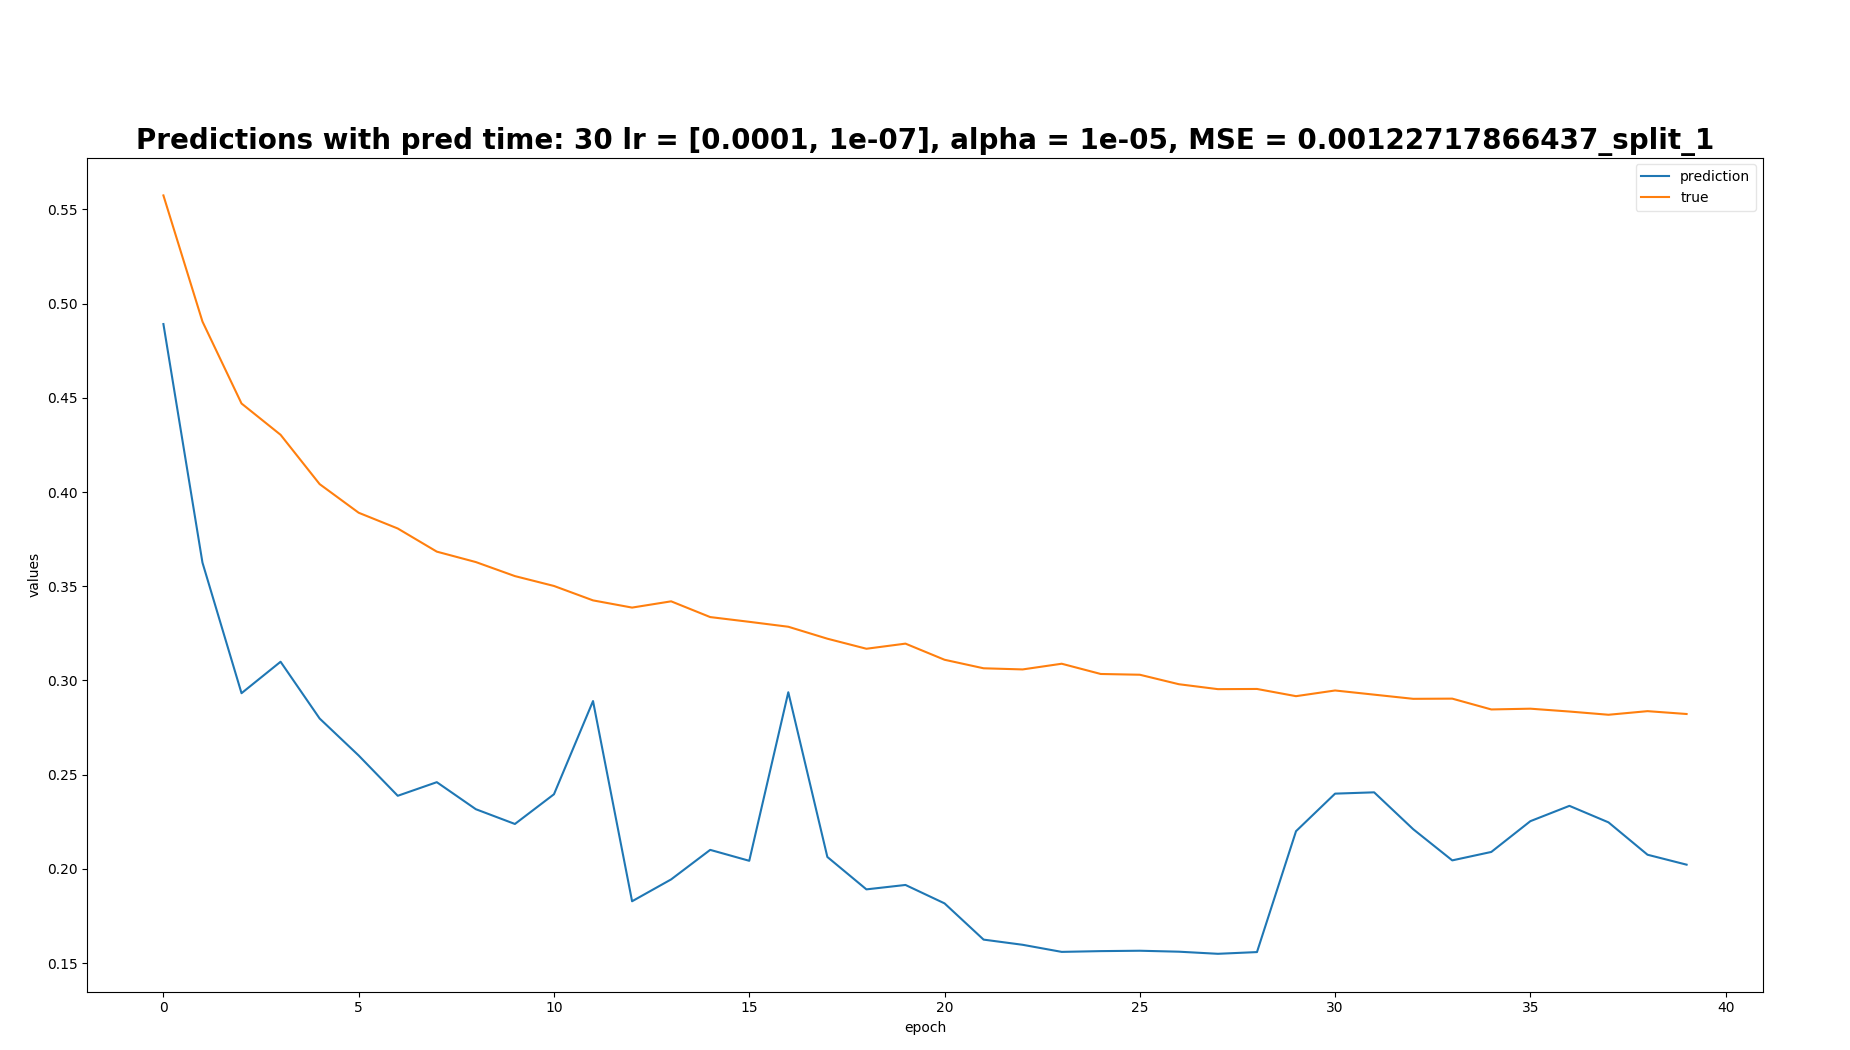 Predictions with pred time: 30 lr = [0.0001, 1e-07], alpha = 1e-05, MSE = 0.00122717866437_split_1
prediction
true
0.55
0.50
0.45
0.40
0.35
0.30
0.25
0.20
0.15
values
0 5 10 15 20 25 30 35 40
epoch